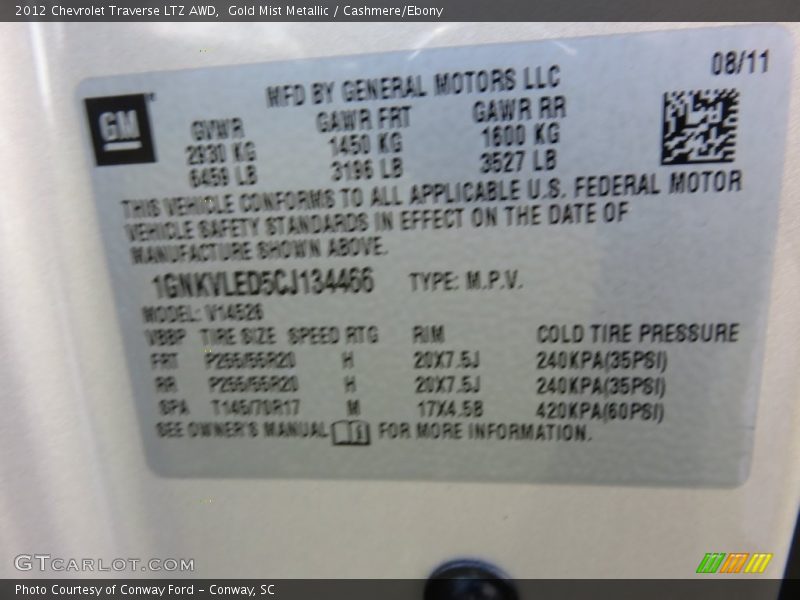 2012 Chevrolet Traverse LTZ AWD,  Gold Mist Metallic / Cashmere/Ebony
08/11
MFD BY GENERAL MOTORS LLC
GM
GVWR GAWR FRT GAWR RR
2930 KG 1450 KG 1600 KG
6459 LB 3196 LB 3527 LB
THIS VEHICLE CONFORMS TO ALL APPLICABLE U.S. FEDERAL MOTOR
VEHICLE SAFETY STANDARDS IN EFFECT ON THE DATE OF
MANUFACTURE SHOWN ABOVE.
1GNKVLED5CJ134466 TYPE: M.P.V.
MODEL: V14526
VBBP TIRE SIZE SPEED RTG RIM COLD TIRE PRESSURE
FRT P255/55R20 H 20X7.5J 240KPA(35PSI)
RR P255/55R20 H 20X7.5J 240KPA(35PSI)
SPA T145/70R17 M 17X4.5B 420KPA(60PSI)
SEE OWNER'S MANUAL FOR MORE INFORMATION.
GTCARLOT.COM
Photo Courtesy of Conway Ford - Conway, SC